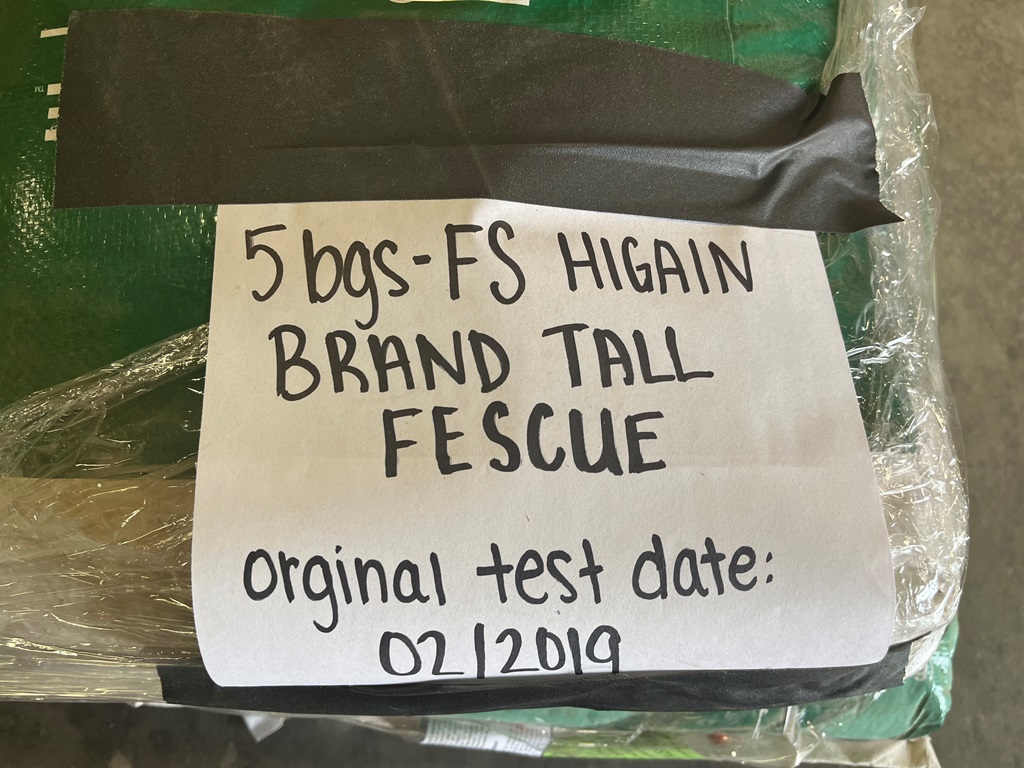 5 bgs-FS HIGAIN
BRAND TALL
FESCUE
Orginal test date:
02/2019